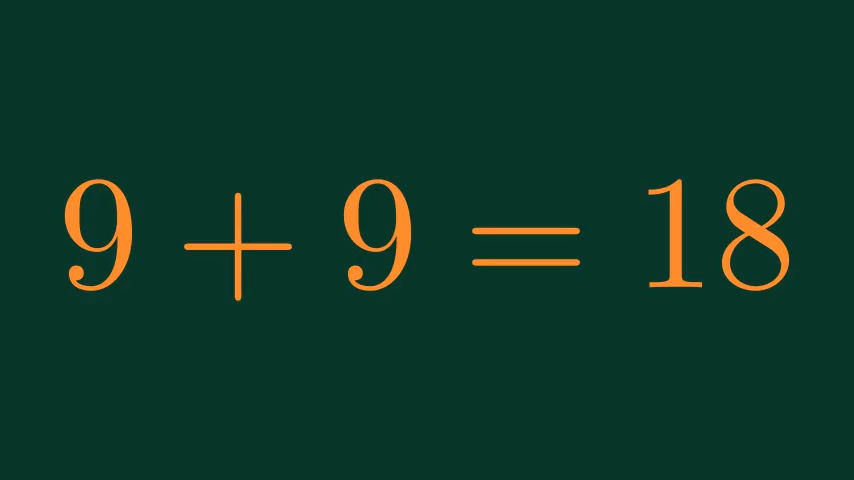 9 + 9 = 18